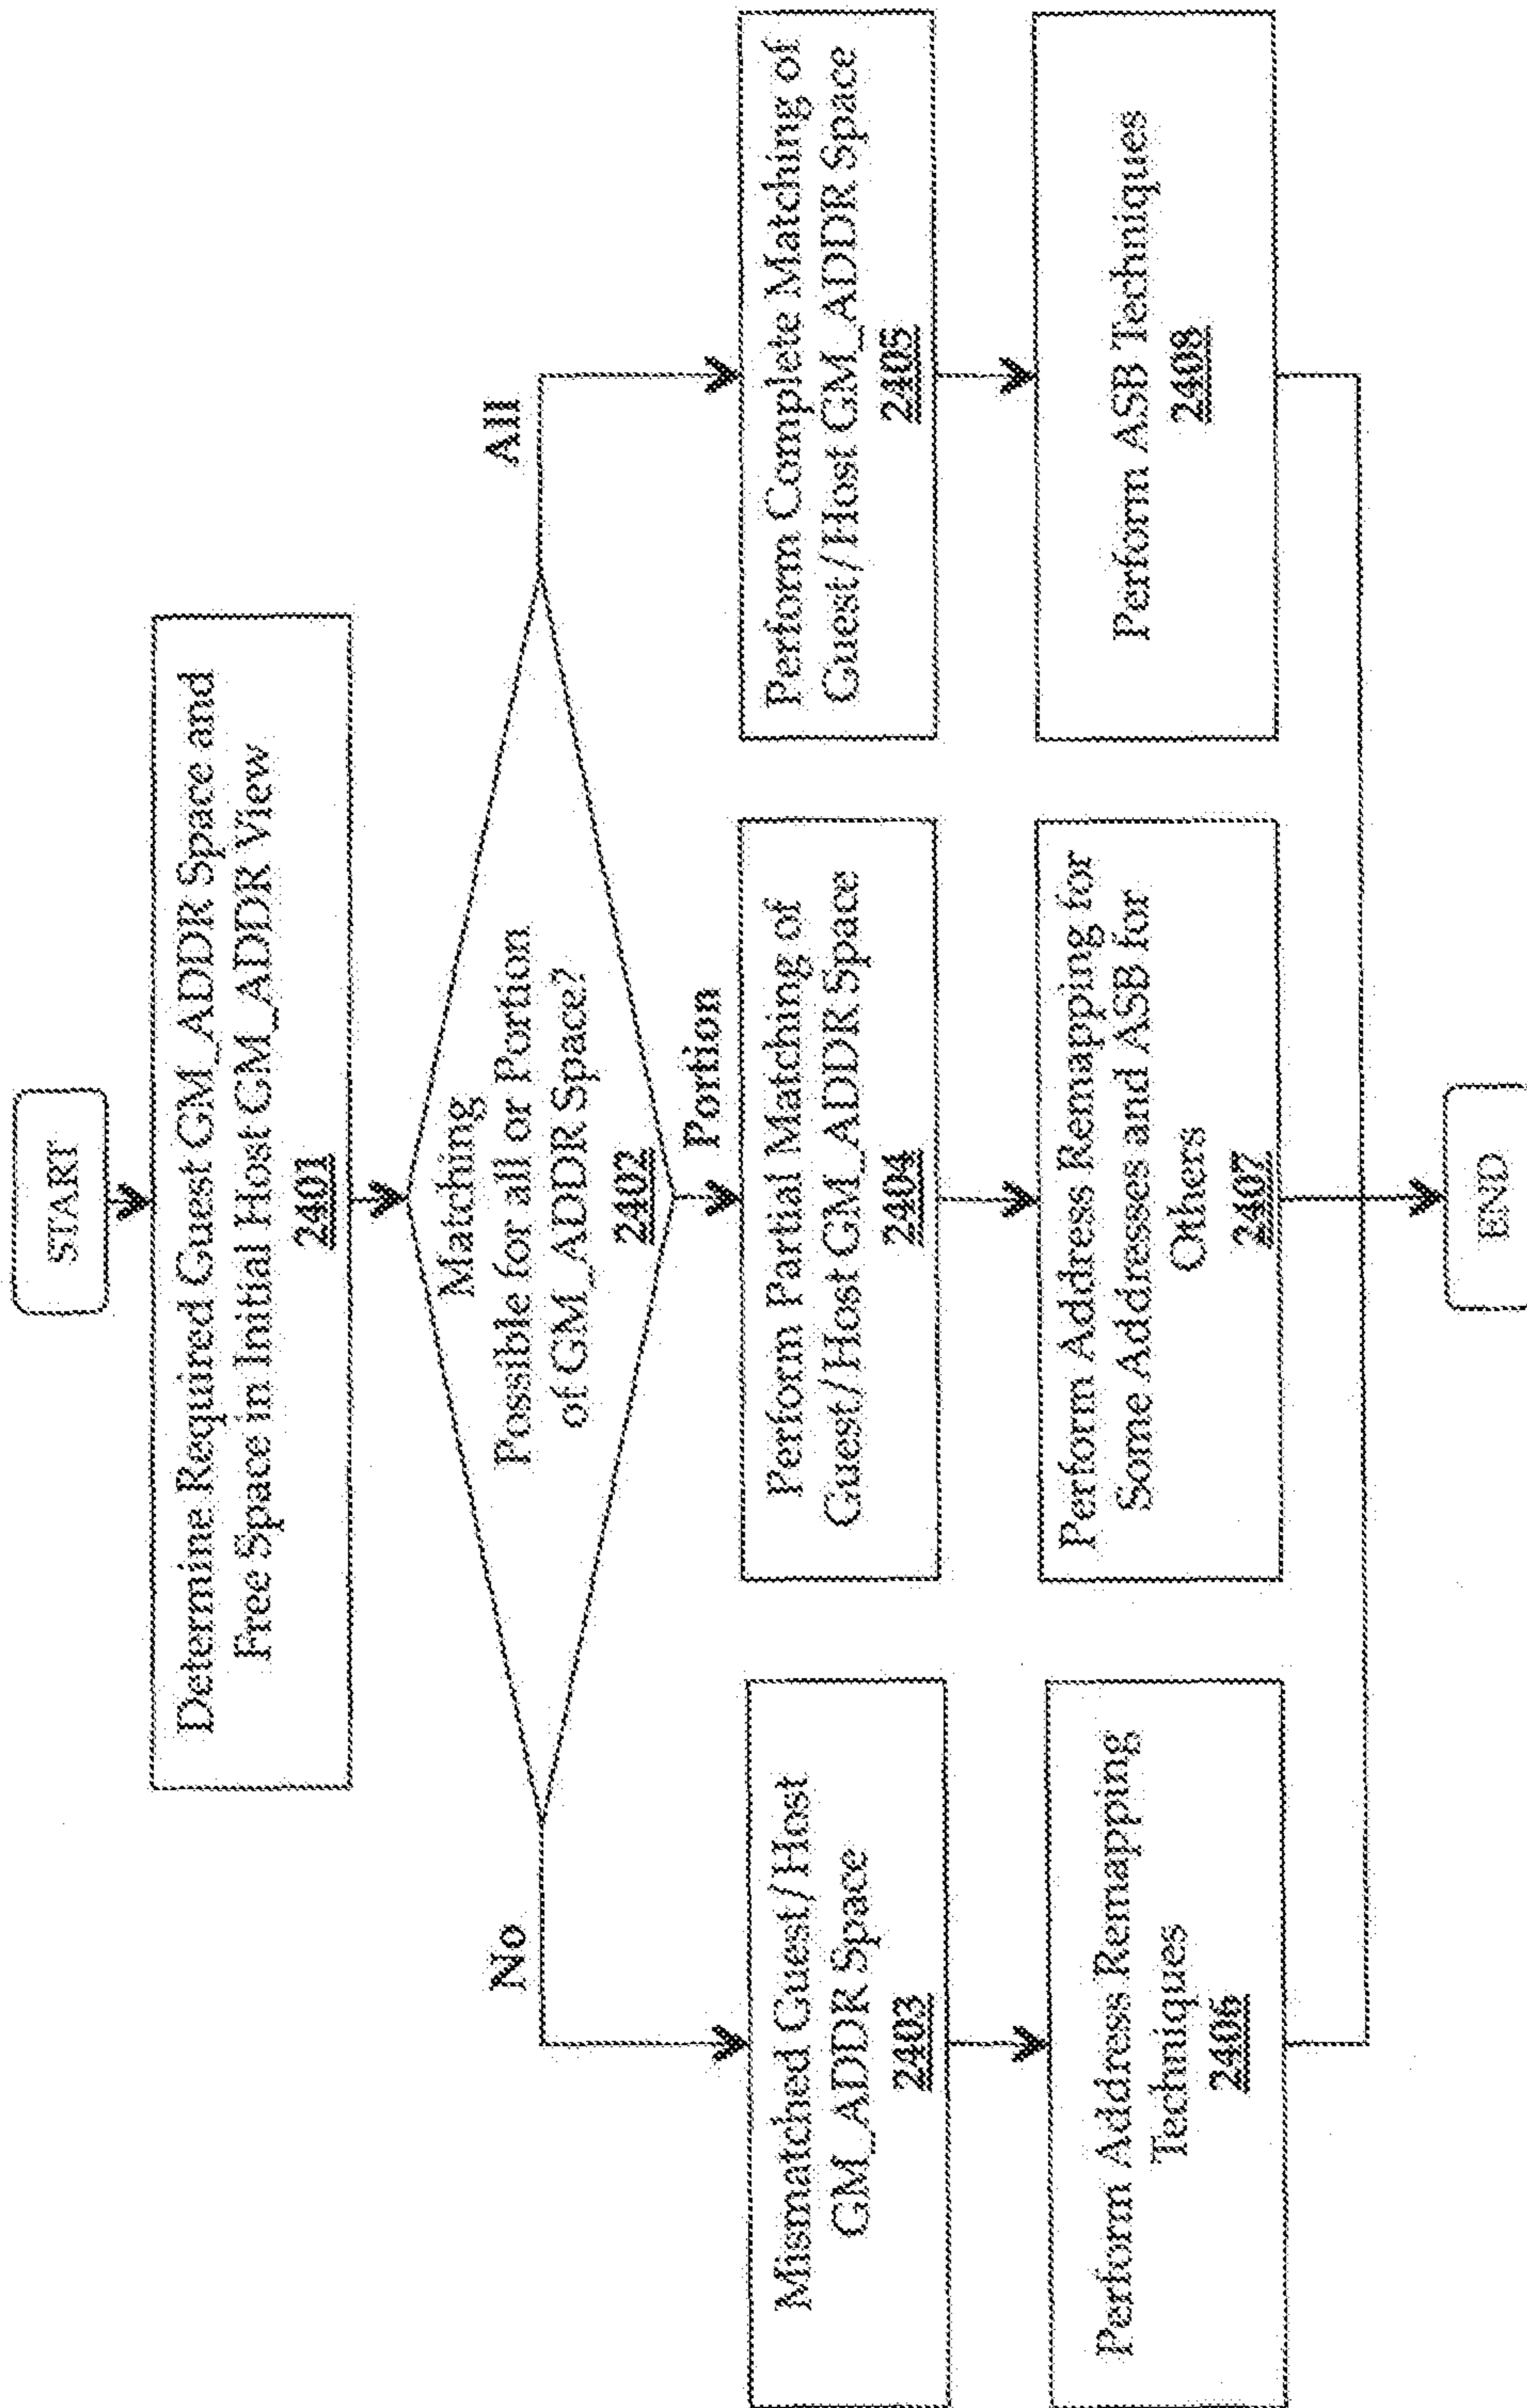 START
Determine Required Guest GM_ADDR Space and
Free Space in Initial Host GM_ADDR View
2401
Matching
Possible for all or Portion
of GM_ADDR Space?
2402
No
Portion
All
Mismatched Guest/Host
GM_ADDR Space
2403
Perform Partial Matching of
Guest/Host GM_ADDR Space
2404
Perform Complete Matching of
Guest/Host GM_ADDR Space
2405
Perform Address Remapping
Techniques
2406
Perform Address Remapping for
Some Addresses and ASB for
Others
2407
Perform ASB Techniques
2408
END